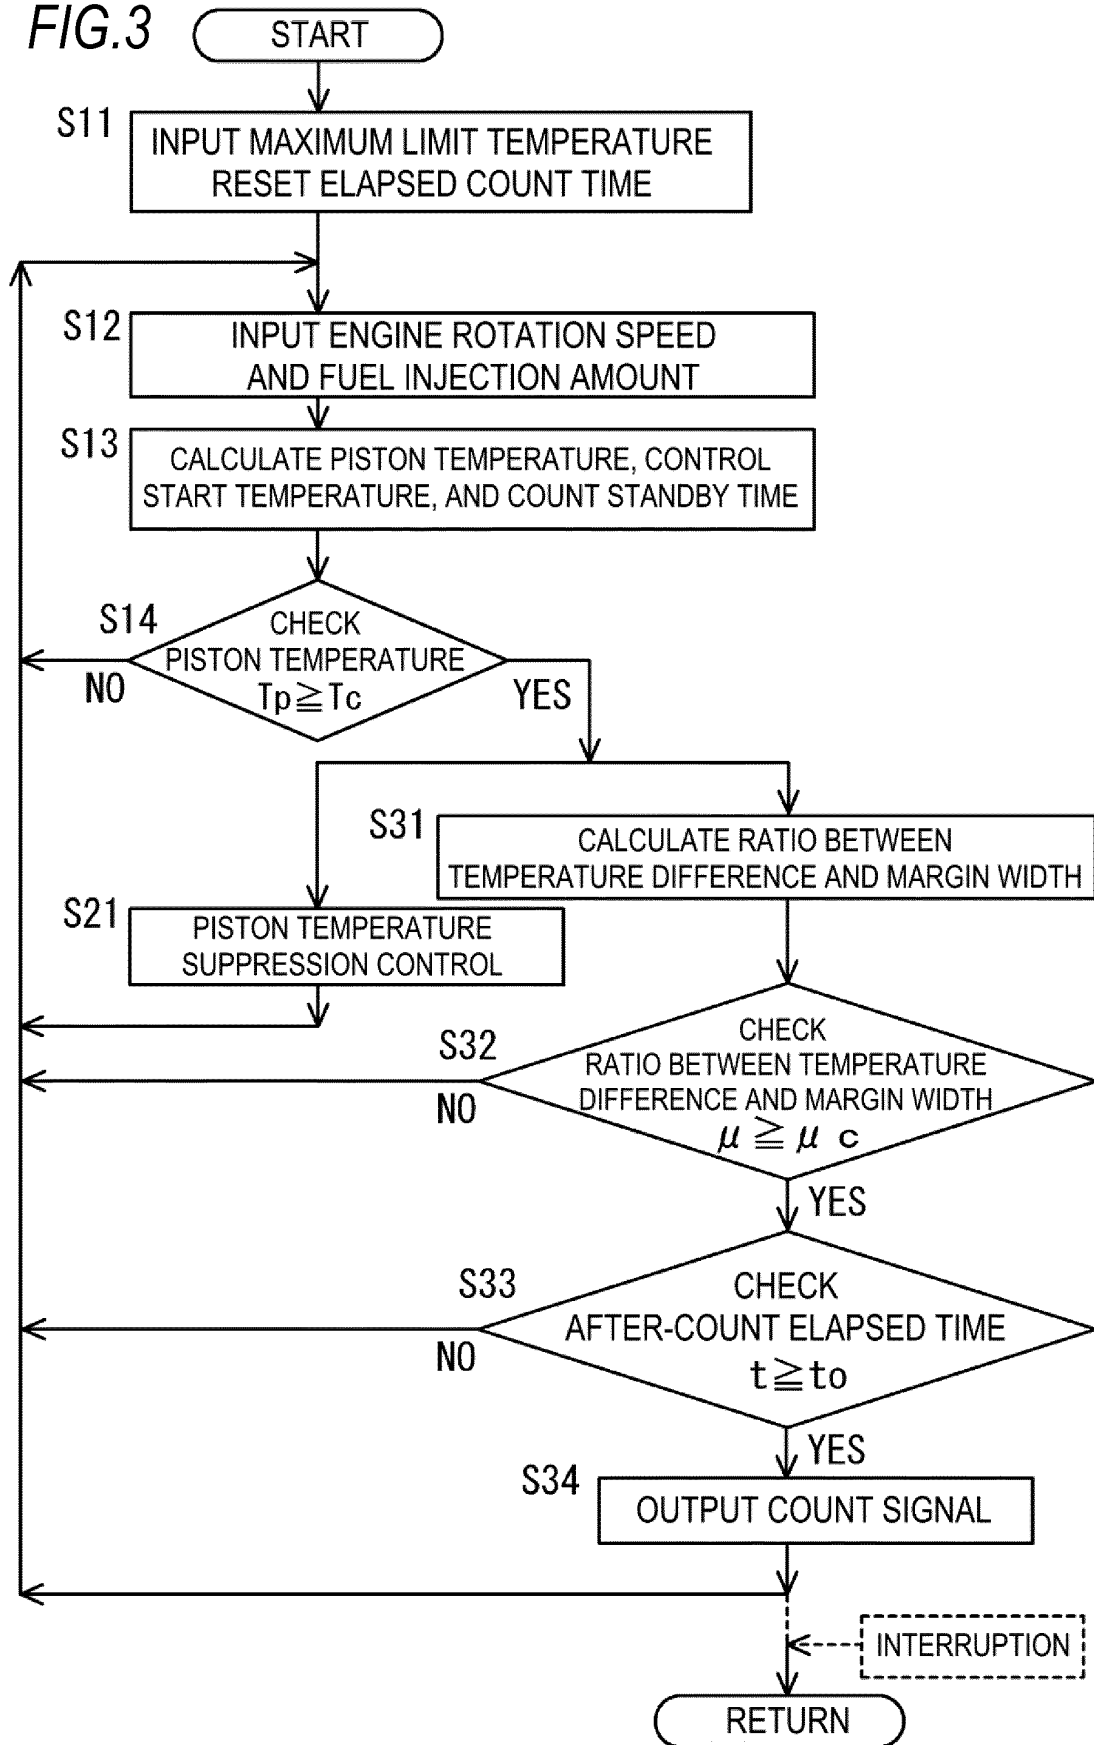 FIG.3
START
S11
INPUT MAXIMUM LIMIT TEMPERATURE
RESET ELAPSED COUNT TIME
S12
INPUT ENGINE ROTATION SPEED
AND FUEL INJECTION AMOUNT
S13
CALCULATE PISTON TEMPERATURE, CONTROL
START TEMPERATURE, AND COUNT STANDBY TIME
S14
CHECK
PISTON TEMPERATURE
Tp≧Tc
NO
YES
S31
CALCULATE RATIO BETWEEN
TEMPERATURE DIFFERENCE AND MARGIN WIDTH
S21
PISTON TEMPERATURE
SUPPRESSION CONTROL
S32
CHECK
RATIO BETWEEN TEMPERATURE
DIFFERENCE AND MARGIN WIDTH
μ ≧ μ c
NO
YES
S33
CHECK
AFTER-COUNT ELAPSED TIME
t≧to
NO
YES
S34
OUTPUT COUNT SIGNAL
INTERRUPTION
RETURN